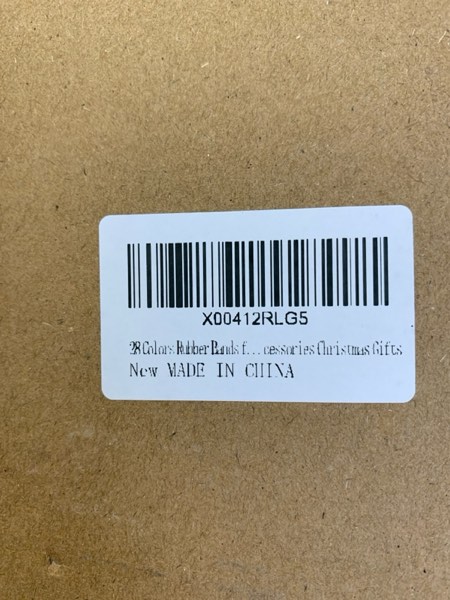 X00412RLG5
28 Colors Rubber Bands f... cessories Christmas Gifts
New MADE IN CHINA